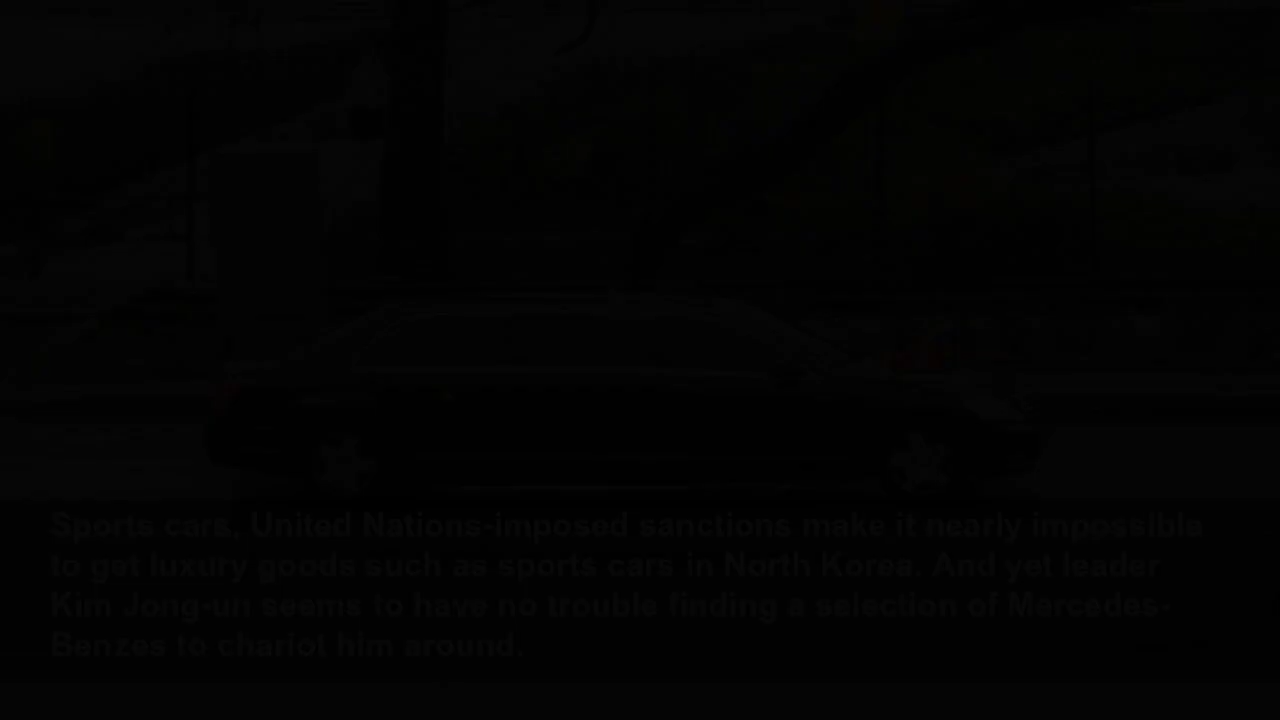 Sports cars, United Nations-imposed sanctions make it nearly impossible
to get luxury goods such as sports cars in North Korea. And yet leader
Kim Jong-un seems to have no trouble finding a selection of Mercedes-
Benzes to chariot him around.